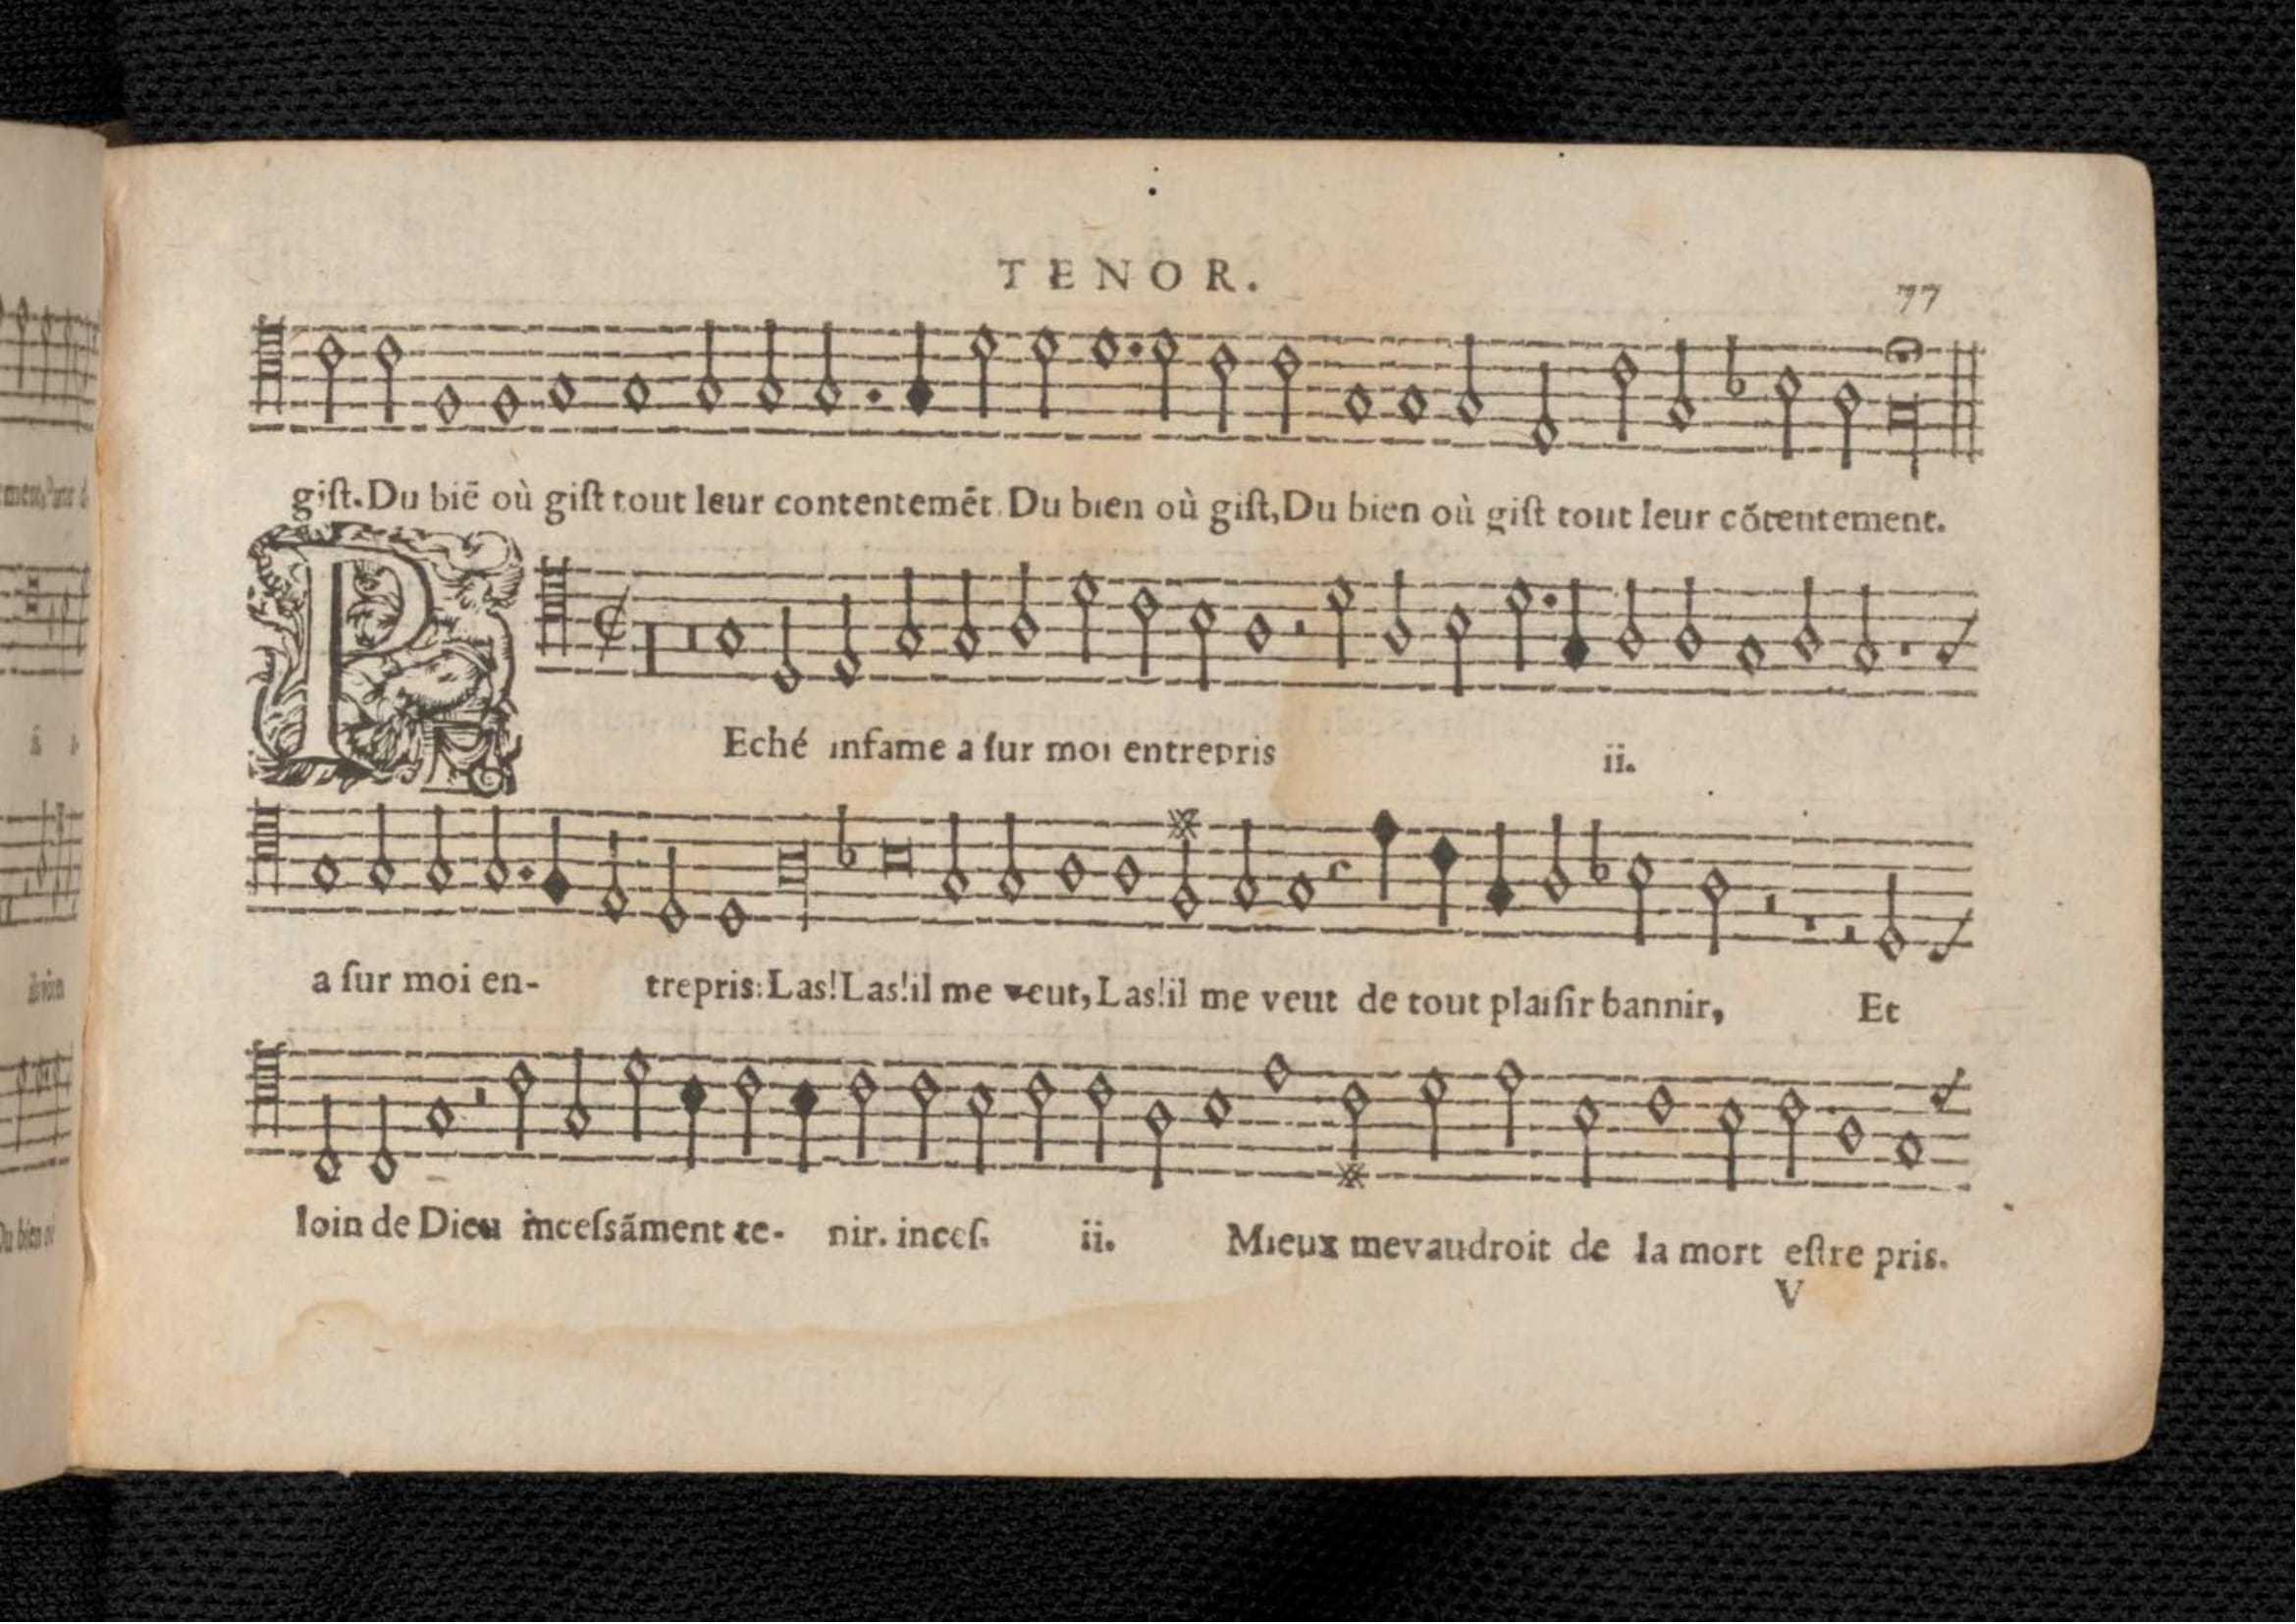 TENOR.
77
giſt. Du biē où giſt tout leur contentemēt. Du bien où giſt, Du bien où giſt tout leur cōtentement.
PEché infame a ſur moi entrepris ii.
a ſur moi en- trepris: Las! Las! il me veut, Las! il me veut de tout plaiſir bannir, Et
loin de Dieu inceſsāment te- nir. inceſ. ii. Mieux me vaudroit de la mort eſtre pris.
V